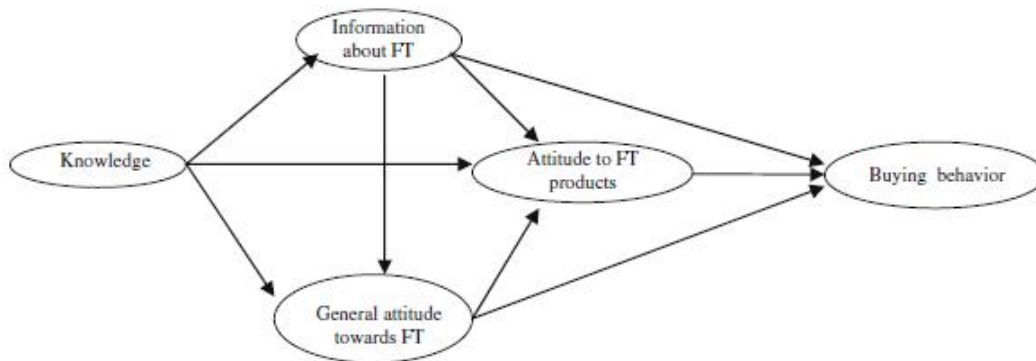 Information
about FT
Knowledge
Attitude to FT
products
Buying behavior
General attitude
towards FT